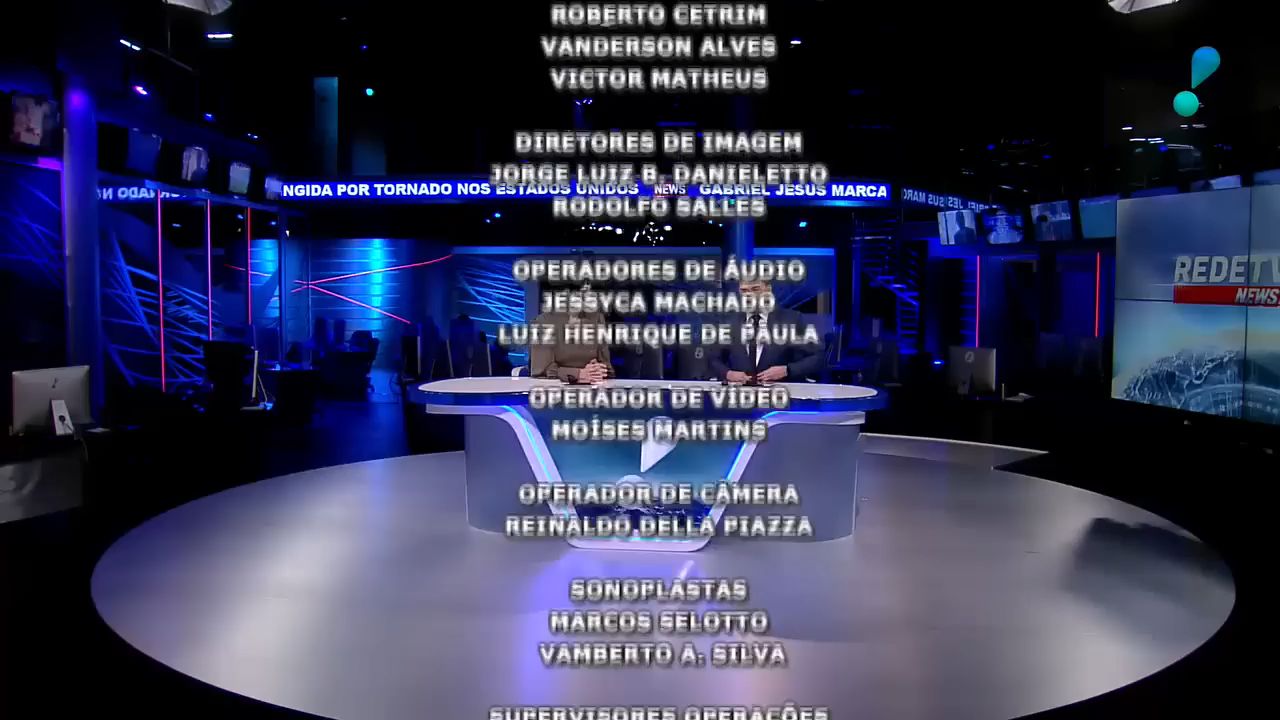 ROBERTO CETRIM
VANDERSON ALVES
VICTOR MATHEUS
DIRETORES DE IMAGEM
JORGE LUIZ B. DANIELETTO
NGIDA POR TORNADO NOS ESTADOS UNIDOS NEWS GABRIEL JESUS MARCA
RODOLFO SALLES
OPERADORES DE ÁUDIO
REDETV
NEWS
JESSYCA MACHADO
LUIZ HENRIQUE DE PAULA
OPERADOR DE VÍDEO
MOÍSES MARTINS
OPERADOR DE CÂMERA
REINALDO DELLA PIAZZA
SONOPLASTAS
MARCOS SELOTTO
VAMBERTO A. SILVA
SUPERVISORES OPERAÇÕES